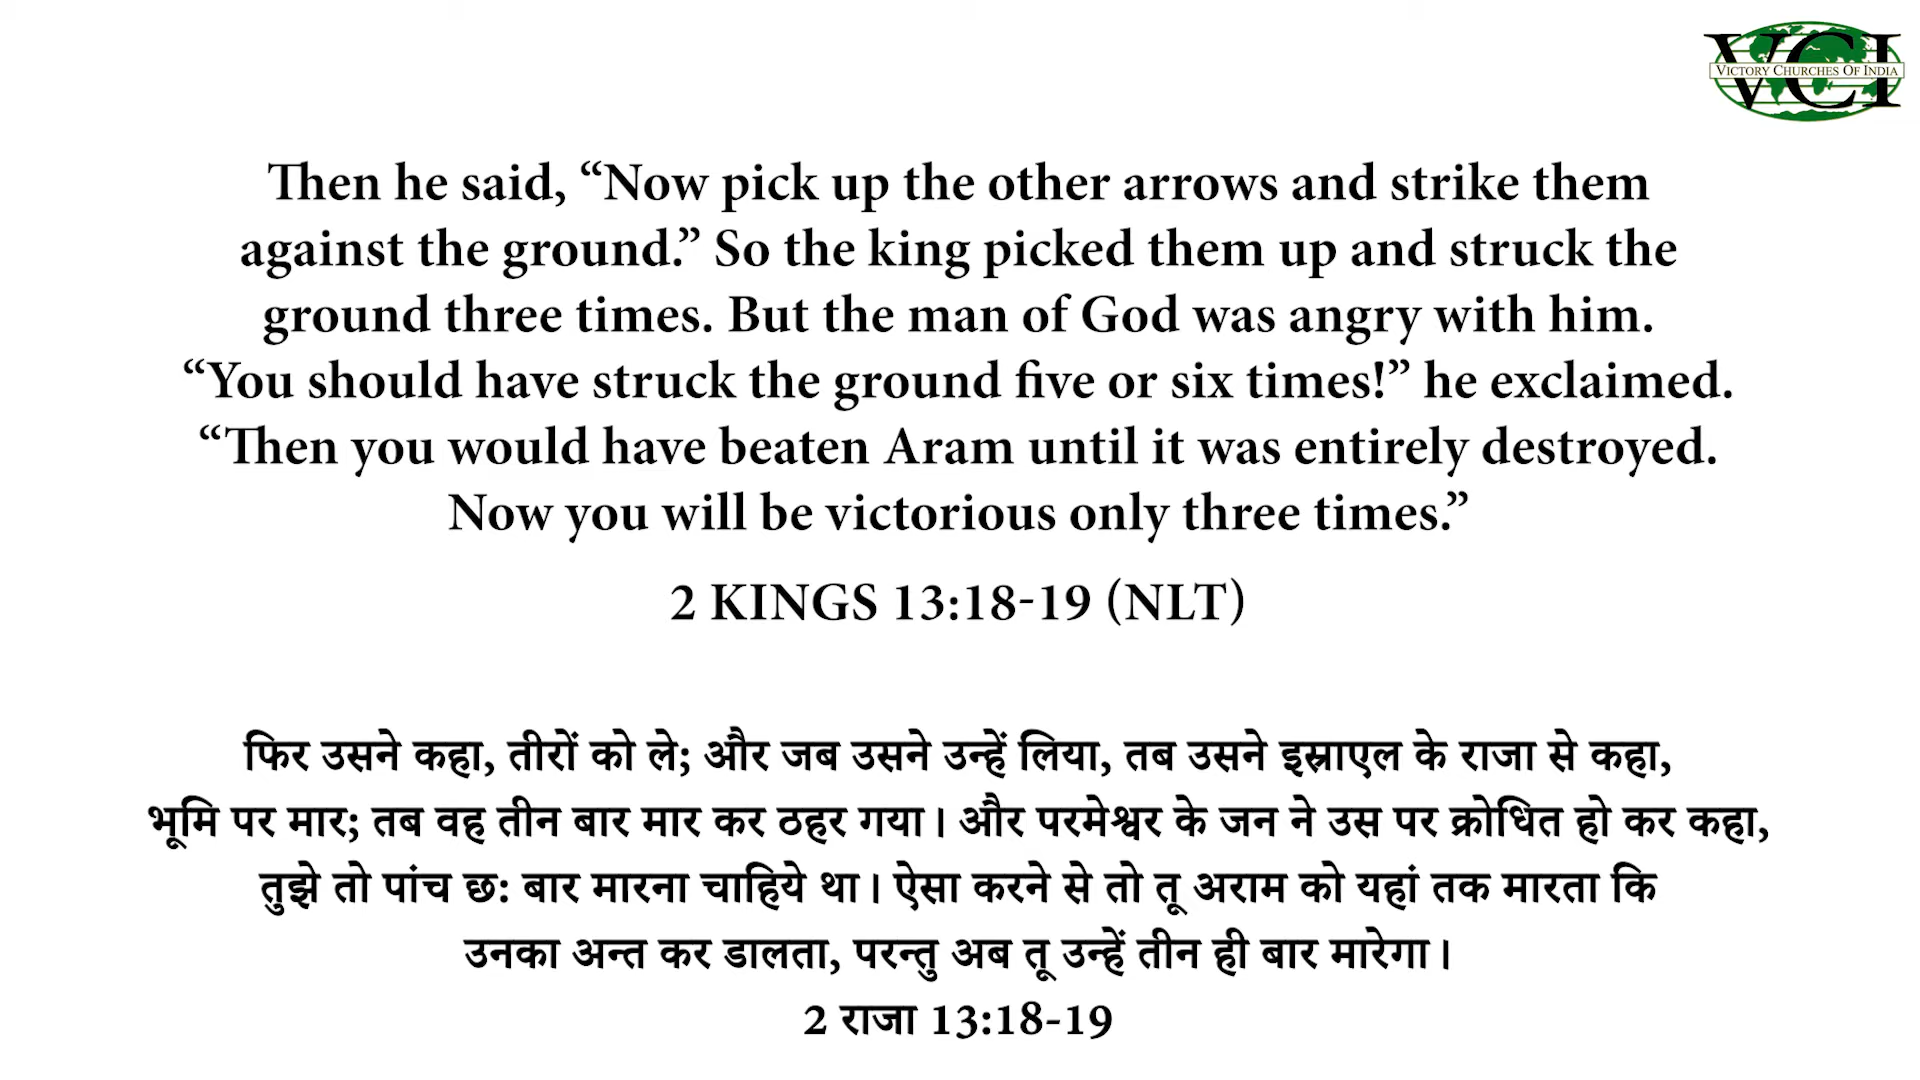 VCI
VICTORY CHURCHES OF INDIA
Then he said, “Now pick up the other arrows and strike them
against the ground.” So the king picked them up and struck the
ground three times. But the man of God was angry with him.
“You should have struck the ground five or six times!” he exclaimed.
“Then you would have beaten Aram until it was entirely destroyed.
Now you will be victorious only three times.”
2 KINGS 13:18-19 (NLT)
फिर उसने कहा, तीरों को ले; और जब उसने उन्हें लिया, तब उसने इस्राएल के राजा से कहा,
भूमि पर मार; तब वह तीन बार मार कर ठहर गया। और परमेश्वर के जन ने उस पर क्रोधित हो कर कहा,
तुझे तो पांच छ: बार मारना चाहिये था। ऐसा करने से तो तू अराम को यहां तक मारता कि
उनका अन्त कर डालता, परन्तु अब तू उन्हें तीन ही बार मारेगा।
2 राजा 13:18-19